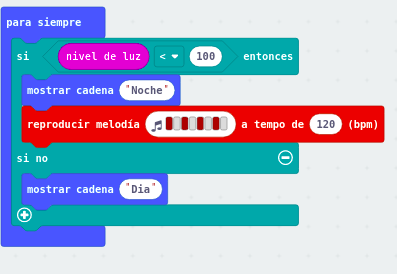 para siempre
si nivel de luz < 100 entonces
mostrar cadena "Noche"
reproducir melodía a tempo de 120 (bpm)
si no
mostrar cadena "Dia"